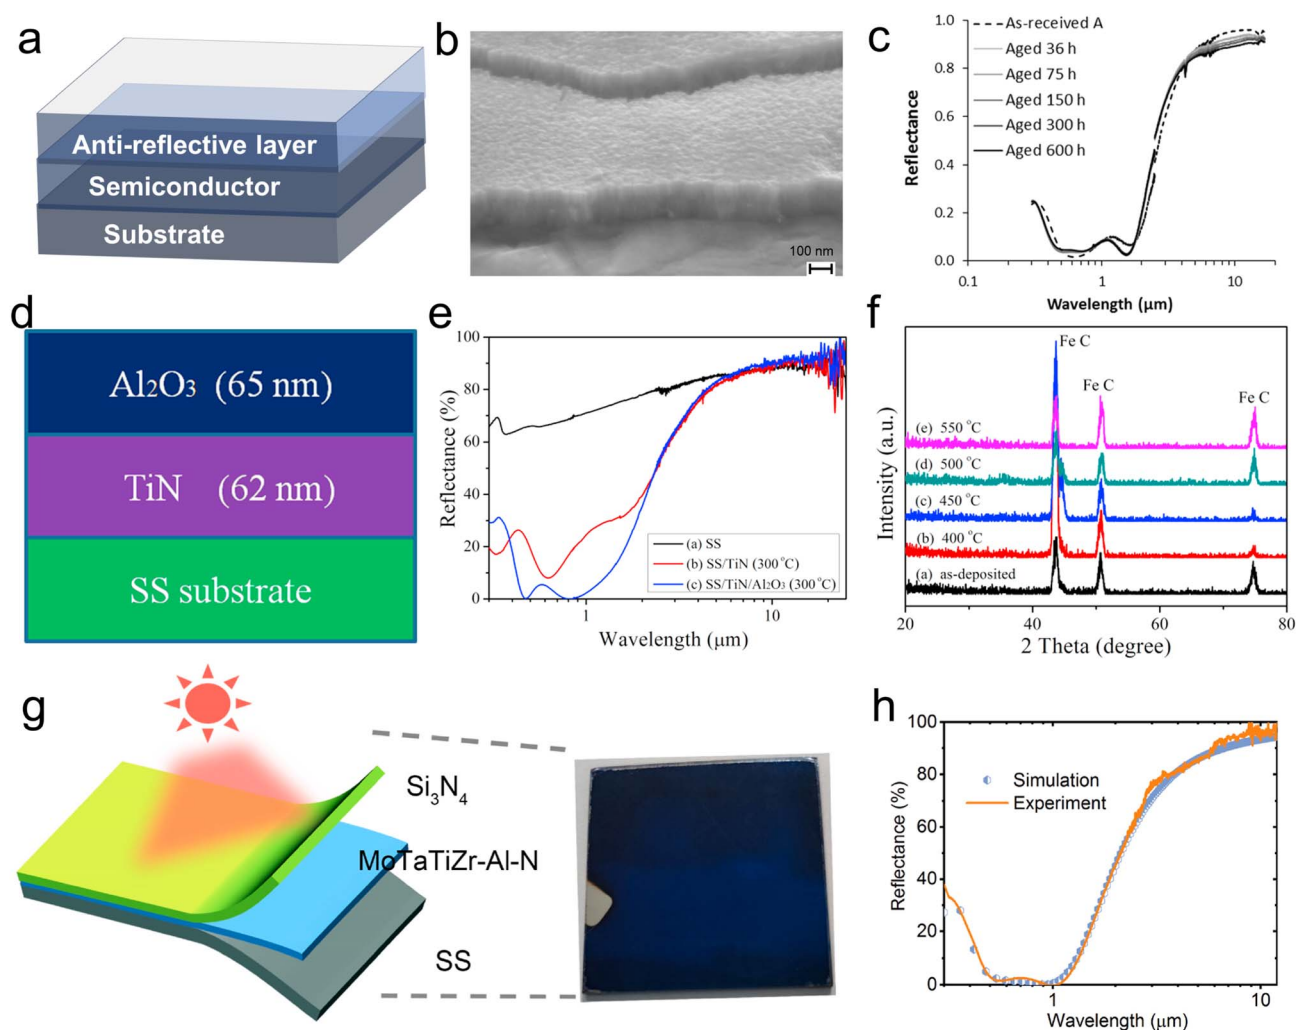 a
Anti-reflective layer
Semiconductor
Substrate
b
100 nm
c
As-received A
Aged 36 h
Aged 75 h
Aged 150 h
Aged 300 h
Aged 600 h
Reflectance
1.0
0.8
0.6
0.4
0.2
0.0
0.1
1
10
Wavelength (μm)
d
Al2O3 (65 nm)
TiN (62 nm)
SS substrate
e
Reflectance (%)
100
80
60
40
20
0
(a) SS
(b) SS/TiN (300 °C)
(c) SS/TiN/Al2O3 (300 °C)
1
10
Wavelength (μm)
f
Intensity (a.u.)
Fe C
Fe C
Fe C
(e) 550 °C
(d) 500 °C
(c) 450 °C
(b) 400 °C
(a) as-deposited
20
40
60
80
2 Theta (degree)
g
Si3N4
MoTaTiZr-Al-N
SS
h
Reflectance (%)
100
80
60
40
20
0
Simulation
Experiment
1
10
Wavelength (μm)